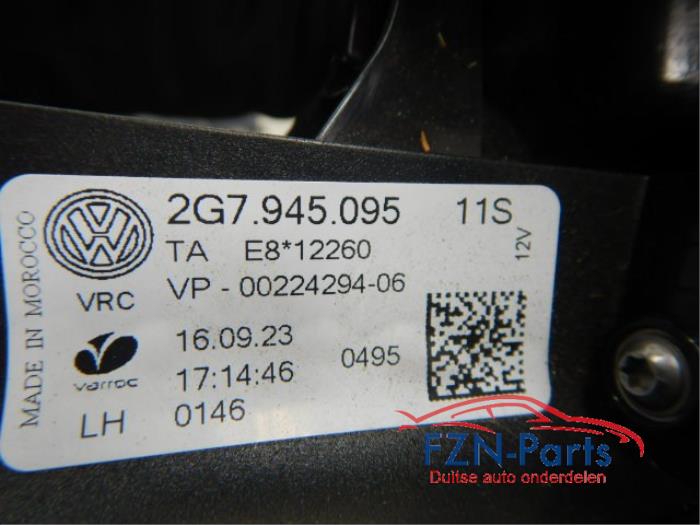 MADE IN MOROCCO
2G7.945.095 11S
TA E8*12260 12V
VRC VP - 00224294-06
varroc
16.09.23
17:14:46 0495
LH 0146
FZN-Parts
Duitse auto onderdelen